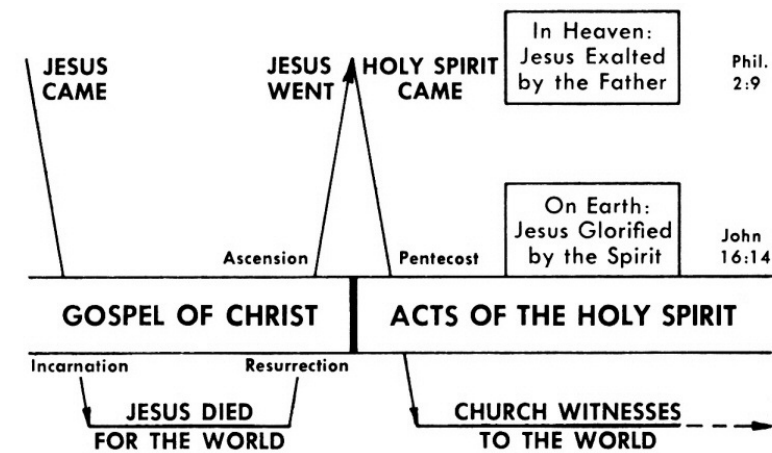 JESUS
CAME
JESUS
WENT
HOLY SPIRIT
CAME
In Heaven:
Jesus Exalted
by the Father
Phil.
2:9
On Earth:
Jesus Glorified
by the Spirit
John
16:14
Ascension
Pentecost
GOSPEL OF CHRIST
ACTS OF THE HOLY SPIRIT
Incarnation
Resurrection
JESUS DIED
FOR THE WORLD
CHURCH WITNESSES
TO THE WORLD